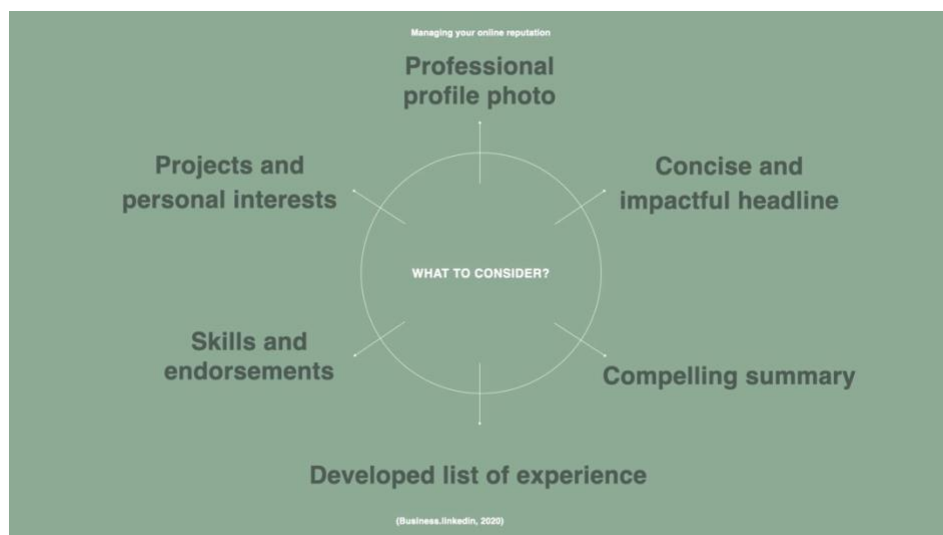 Managing your online reputation
Professional
profile photo
Concise and
impactful headline
Compelling summary
Developed list of experience
Skills and
endorsements
Projects and
personal interests
WHAT TO CONSIDER?
(Business.linkedin, 2020)